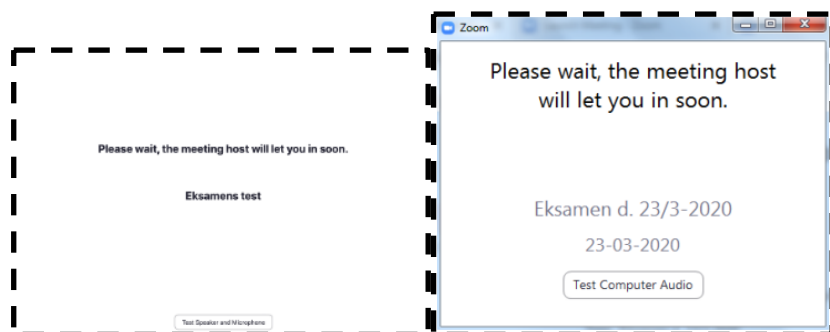 Please wait, the meeting host will let you in soon.
Eksamens test
Test Speaker and Microphone
Zoom
Please wait, the meeting host
will let you in soon.
Eksamen d. 23/3-2020
23-03-2020
Test Computer Audio